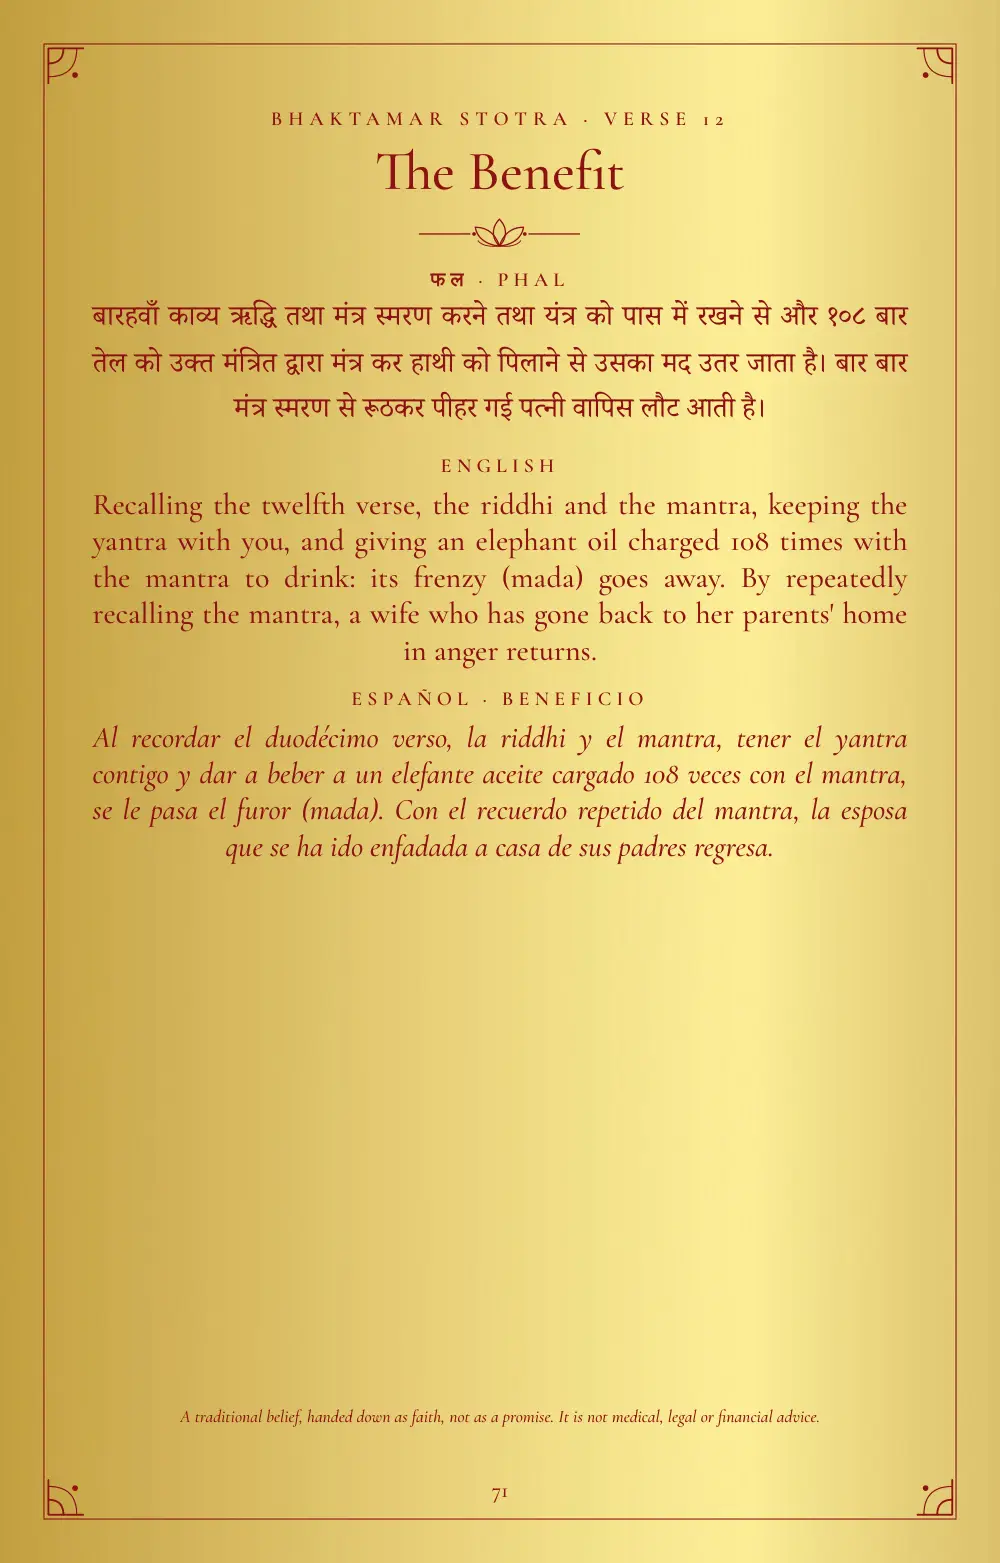 BHAKTAMAR STOTRA · VERSE 12
The Benefit
फल · PHAL
बारहवाँ काव्य ऋद्धि तथा मंत्र स्मरण करने तथा यंत्र को पास में रखने से और १०८ बार
तेल को उक्त मंत्रित द्वारा मंत्र कर हाथी को पिलाने से उसका मद उतर जाता है। बार बार
मंत्र स्मरण से रूठकर पीहर गई पत्नी वापिस लौट आती है।
ENGLISH
Recalling the twelfth verse, the riddhi and the mantra, keeping the
yantra with you, and giving an elephant oil charged 108 times with
the mantra to drink: its frenzy (mada) goes away. By repeatedly
recalling the mantra, a wife who has gone back to her parents' home
in anger returns.
ESPAÑOL · BENEFICIO
Al recordar el duodécimo verso, la riddhi y el mantra, tener el yantra
contigo y dar a beber a un elefante aceite cargado 108 veces con el mantra,
se le pasa el furor (mada). Con el recuerdo repetido del mantra, la esposa
que se ha ido enfadada a casa de sus padres regresa.
A traditional belief, handed down as faith, not as a promise. It is not medical, legal or financial advice.
71